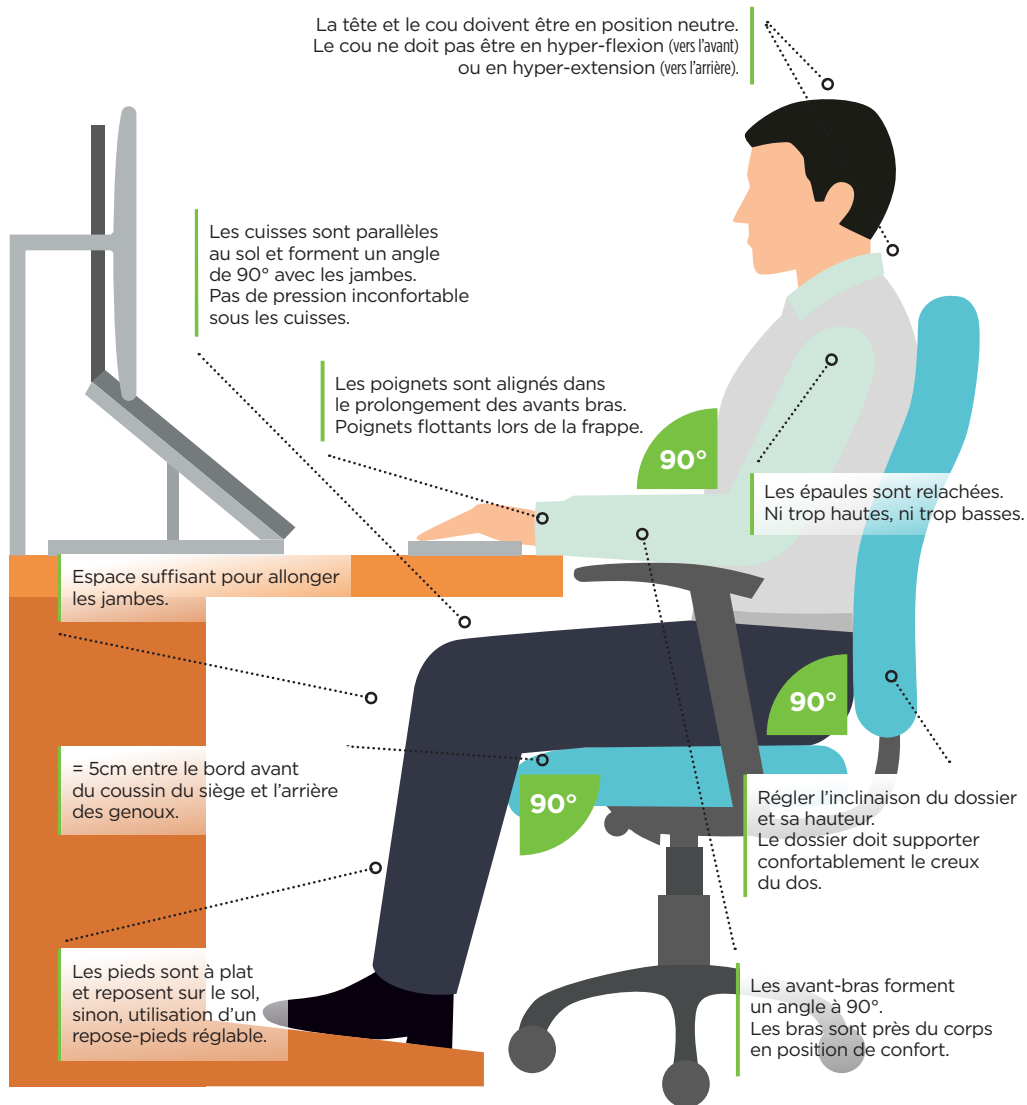 La tête et le cou doivent être en position neutre.
Le cou ne doit pas être en hyper-flexion (vers l'avant)
ou en hyper-extension (vers l'arrière).
Les cuisses sont parallèles
au sol et forment un angle
de 90° avec les jambes.
Pas de pression inconfortable
sous les cuisses.
Les poignets sont alignés dans
le prolongement des avants bras.
Poignets flottants lors de la frappe.
90°
Les épaules sont relachées.
Ni trop hautes, ni trop basses.
Espace suffisant pour allonger
les jambes.
90°
= 5cm entre le bord avant
du coussin du siège et l'arrière
des genoux.
90°
Régler l'inclinaison du dossier
et sa hauteur.
Le dossier doit supporter
confortablement le creux
du dos.
Les pieds sont à plat
et reposent sur le sol,
sinon, utilisation d'un
repose-pieds réglable.
Les avant-bras forment
un angle à 90°.
Les bras sont près du corps
en position de confort.